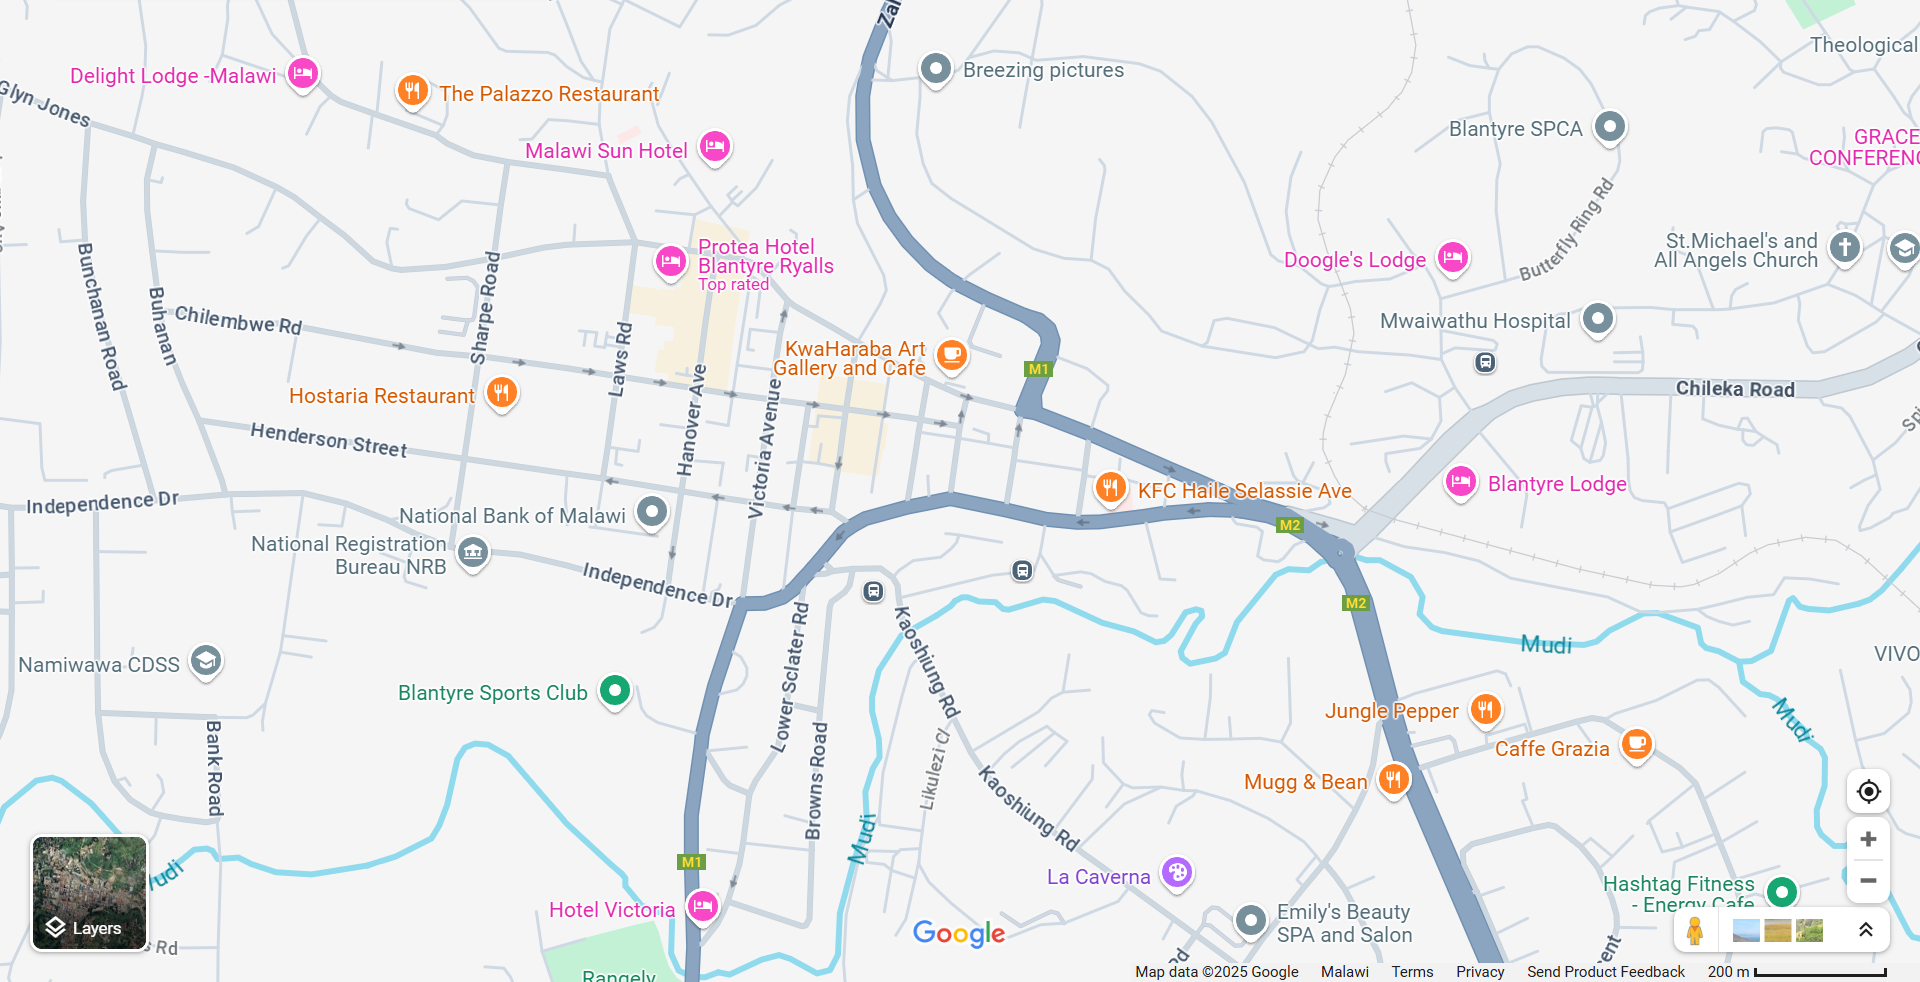 Zal
Theological
Breezing pictures
Delight Lodge -Malawi
The Palazzo Restaurant
Glyn Jones
Blantyre SPCA
Malawi Sun Hotel
GRACE
CONFERENC
Butterfly Ring Rd
St.Michael's and
All Angels Church
Protea Hotel
Blantyre Ryalls
Top rated
Doogle's Lodge
Bunchanan Road
Buhanan
Sharpe Road
Chilembwe Rd
Mwaiwathu Hospital
Laws Rd
KwaHaraba Art
Gallery and Cafe
M1
Hanover Ave
Victoria Avenue
Chileka Road
Hostaria Restaurant
Henderson Street
KFC Haile Selassie Ave
Blantyre Lodge
Independence Dr
National Bank of Malawi
M2
National Registration
Bureau NRB
Independence Dr
M2
Lower Sclater Rd
Kaoshiung Rd
Mudi
Namiwawa CDSS
VIVO
Blantyre Sports Club
Jungle Pepper
Mudi
Bank Road
Browns Road
Likulezi Cl
Caffe Grazia
Kaoshiung Rd
Mugg & Bean
Mudi
M1
Mudi
La Caverna
Hashtag Fitness
- Energy Cafe
Hotel Victoria
Emily's Beauty
SPA and Salon
Layers
s Rd
Google
Rd
ent
Rangely
Map data ©2025 Google
Malawi
Terms
Privacy
Send Product Feedback
200 m